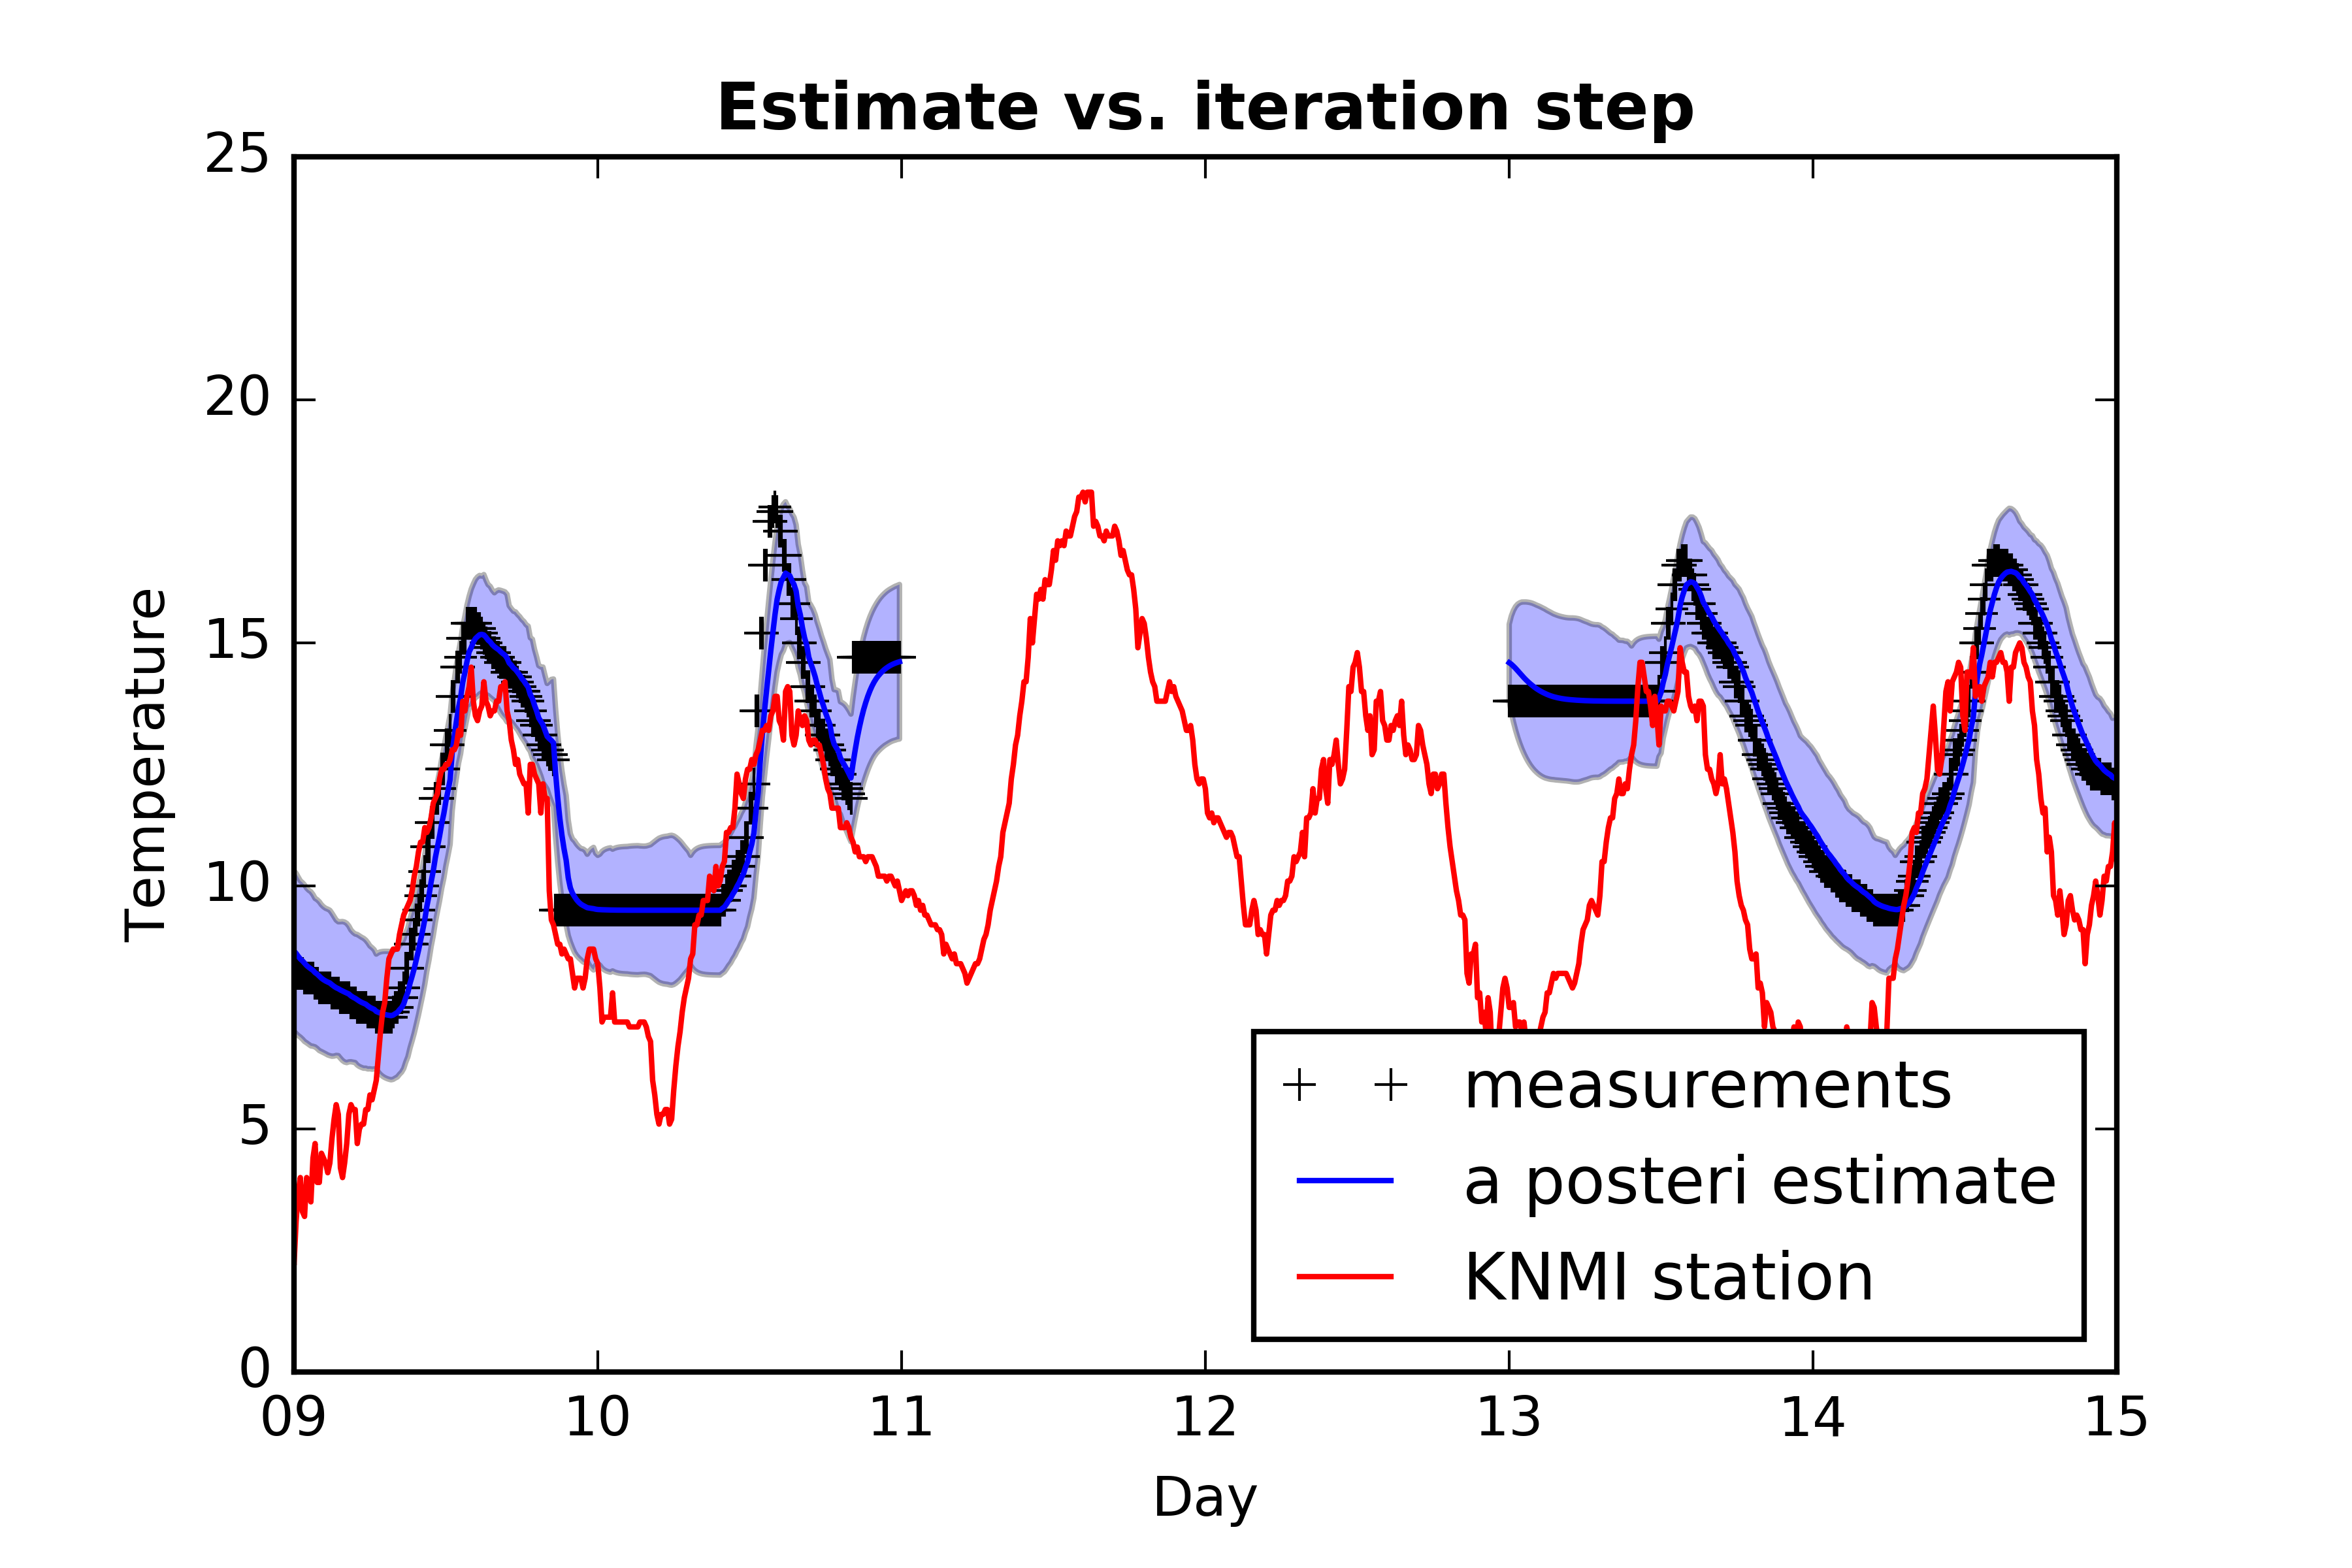 Estimate vs. iteration step
25
20
15
10
5
0
Temperature
09 10 11 12 13 14 15
Day
measurements
a posteri estimate
KNMI station